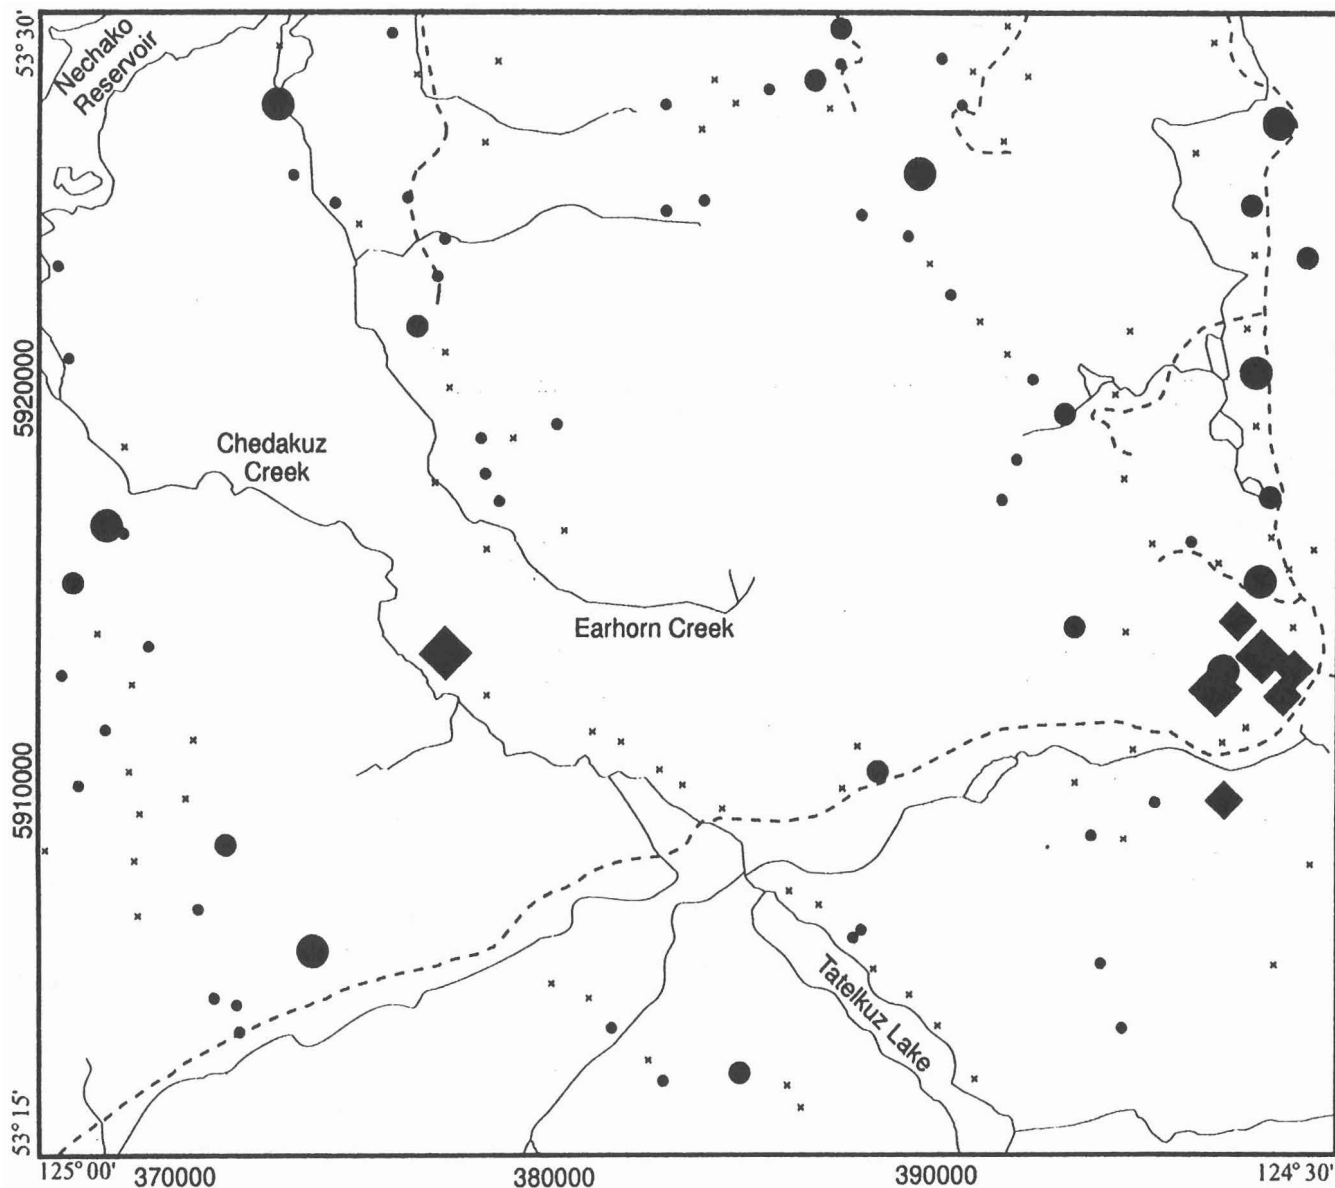 53° 30'
Nechako
Reservoir
5920000
Chedakuz
Creek
Earhorn Creek
5910000
Tatelkuz Lake
53° 15'
125° 00'
370000
380000
390000
124° 30'